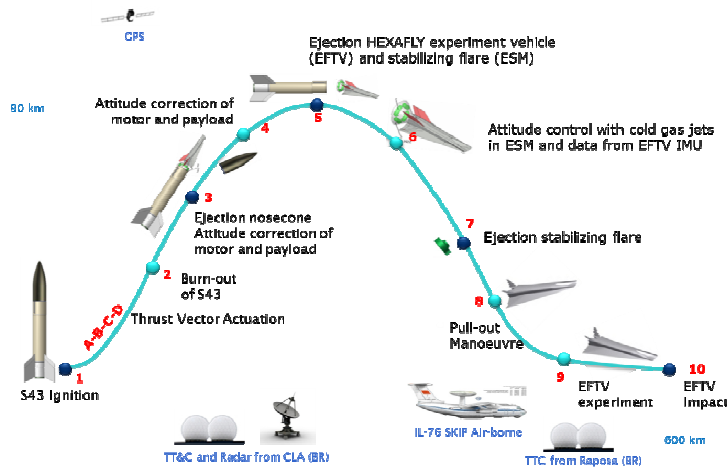 GPS
Ejection HEXAFLY experiment vehicle
(EFTV) and stabilizing flare (ESM)
90 km
Attitude correction of
motor and payload
4
5
6
Attitude control with cold gas jets
in ESM and data from EFTV IMU
3
Ejection nosecone
Attitude correction of
motor and payload
7
Ejection stabilizing flare
2
Burn-out
of S43
8
A-B-C-D
Thrust Vector Actuation
Pull-out
Manoeuvre
1
S43 Ignition
9
EFTV
experiment
10
EFTV
Impact
IL-76 SKIP Air-borne
600 km
TT&C and Radar from CLA (BR)
TTC from Raposa (BR)